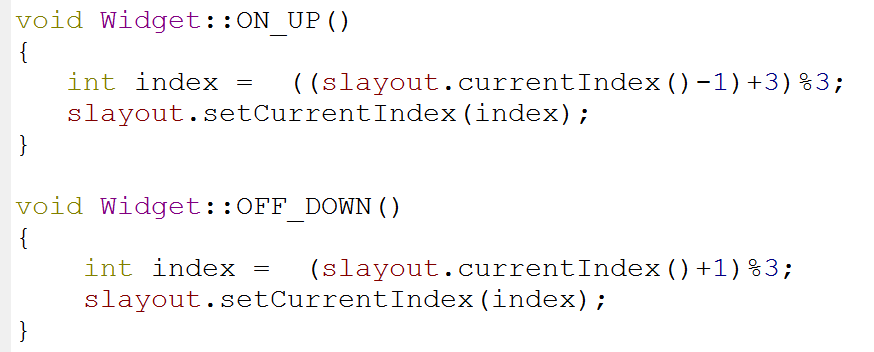 void Widget::ON_UP()
{
   int index =  ((slayout.currentIndex()-1)+3)%3;
   slayout.setCurrentIndex(index);
}

void Widget::OFF_DOWN()
{
    int index =  (slayout.currentIndex()+1)%3;
    slayout.setCurrentIndex(index);
}